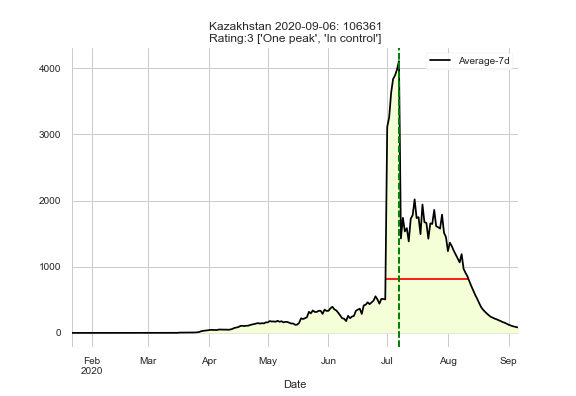 Kazakhstan 2020-09-06: 106361
Rating:3 ['One peak', 'In control']
Average-7d
4000
3000
2000
1000
0
Feb Mar Apr May Jun Jul Aug Sep
2020
Date